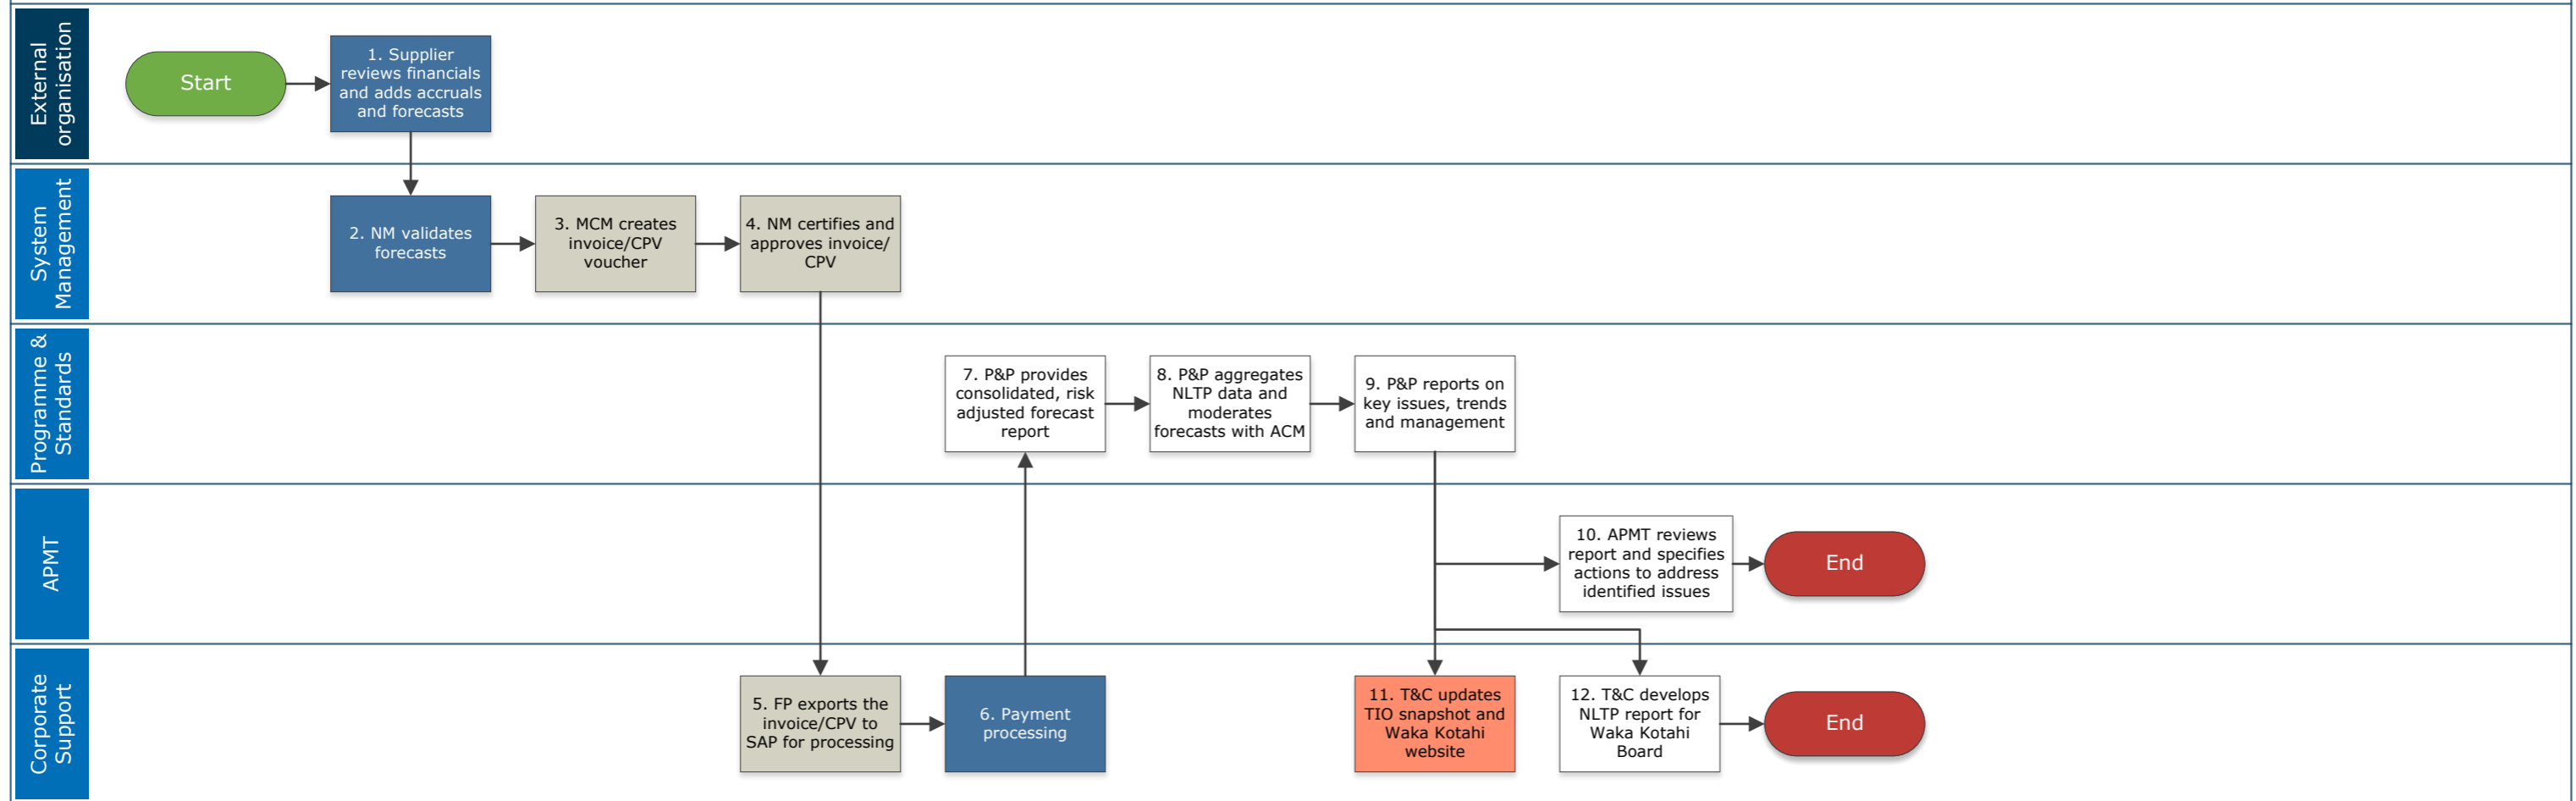 External
organisation
Start
1. Supplier
reviews financials
and adds accruals
and forecasts
System
Management
2. NM validates
forecasts
3. MCM creates
invoice/CPV
voucher
4. NM certifies and
approves invoice/
CPV
Programme &
Standards
7. P&P provides
consolidated, risk
adjusted forecast
report
8. P&P aggregates
NLTP data and
moderates
forecasts with ACM
9. P&P reports on
key issues, trends
and management
APMT
10. APMT reviews
report and specifies
actions to address
identified issues
End
Corporate
Support
5. FP exports the
invoice/CPV to
SAP for processing
6. Payment
processing
11. T&C updates
TIO snapshot and
Waka Kotahi
website
12. T&C develops
NLTP report for
Waka Kotahi
Board
End